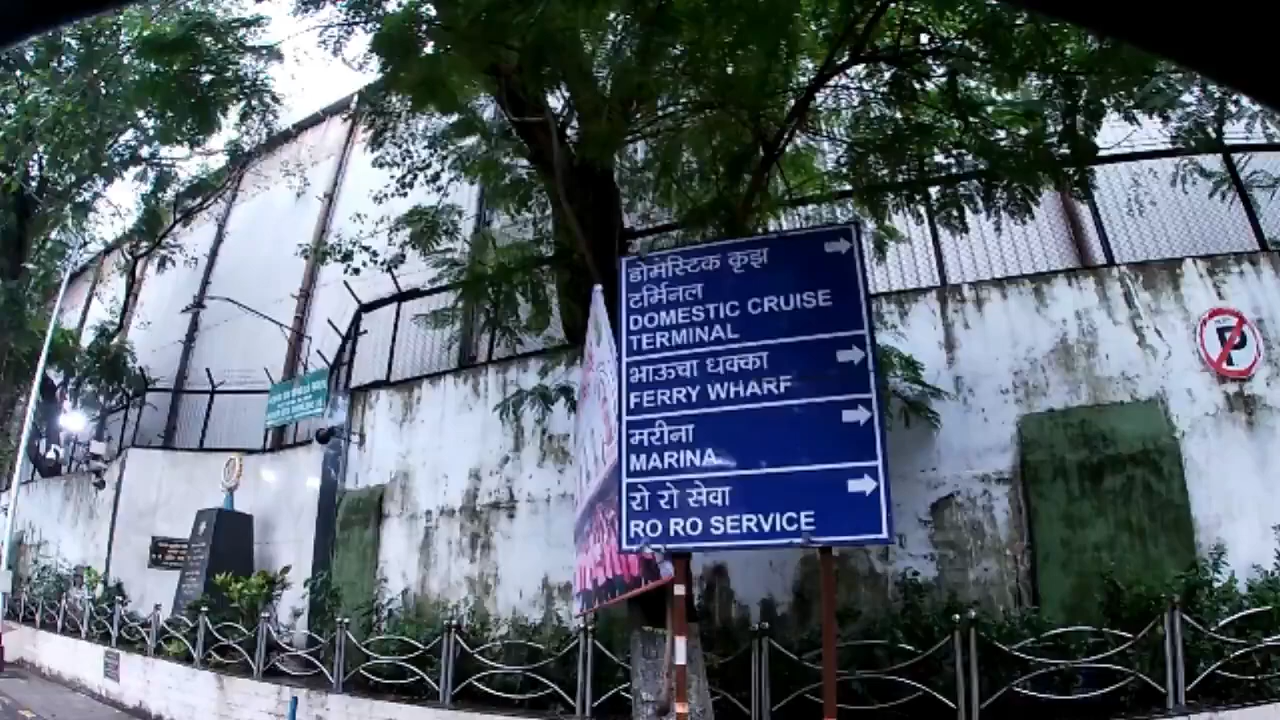 डोमेस्टिक क्रूझ
टर्मिनल
DOMESTIC CRUISE
TERMINAL
भाऊचा धक्का
FERRY WHARF
मरीना
MARINA
रो रो सेवा
RO RO SERVICE
P